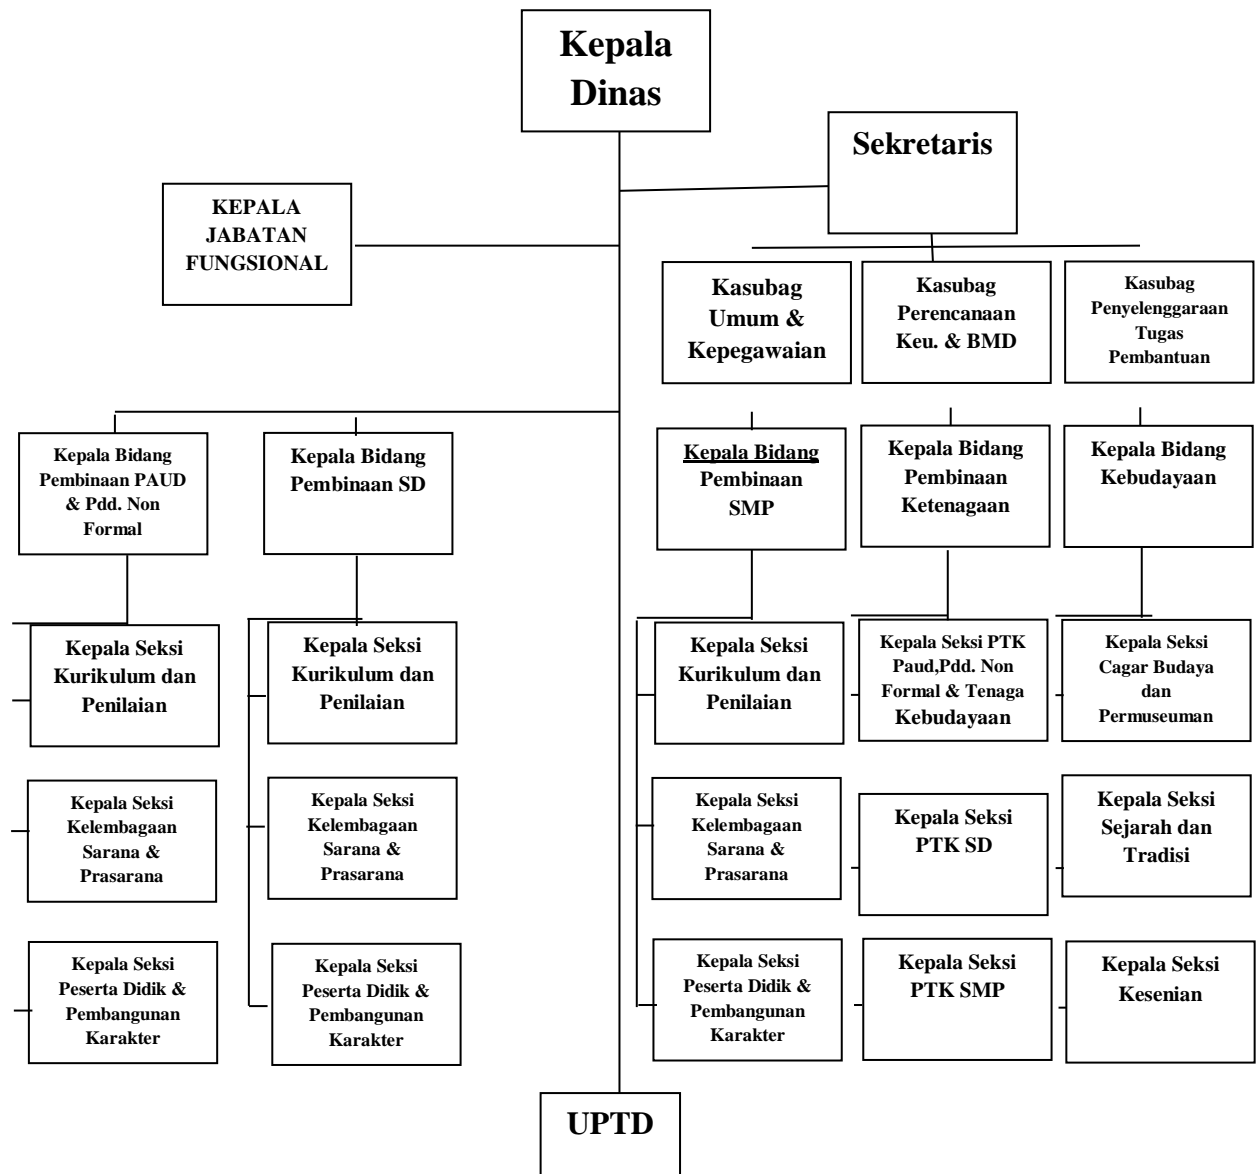 Kepala
Dinas
Sekretaris
KEPALA
JABATAN
FUNGSIONAL
Kasubag
Umum &
Kepegawaian
Kasubag
Perencanaan
Keu. & BMD
Kasubag
Penyelenggaraan
Tugas
Pembantuan
Kepala Bidang
Pembinaan PAUD
& Pdd. Non
Formal
Kepala Bidang
Pembinaan SD
Kepala Bidang
Pembinaan
SMP
Kepala Bidang
Pembinaan
Ketenagaan
Kepala Bidang
Kebudayaan
Kepala Seksi
Kurikulum dan
Penilaian
Kepala Seksi
Kurikulum dan
Penilaian
Kepala Seksi
Kurikulum dan
Penilaian
Kepala Seksi PTK
Paud,Pdd. Non
Formal & Tenaga
Kebudayaan
Kepala Seksi
Cagar Budaya
dan
Permuseuman
Kepala Seksi
Kelembagaan
Sarana &
Prasarana
Kepala Seksi
Kelembagaan
Sarana &
Prasarana
Kepala Seksi
Kelembagaan
Sarana &
Prasarana
Kepala Seksi
PTK SD
Kepala Seksi
Sejarah dan
Tradisi
Kepala Seksi
Peserta Didik &
Pembangunan
Karakter
Kepala Seksi
Peserta Didik &
Pembangunan
Karakter
Kepala Seksi
Peserta Didik &
Pembangunan
Karakter
Kepala Seksi
PTK SMP
Kepala Seksi
Kesenian
UPTD